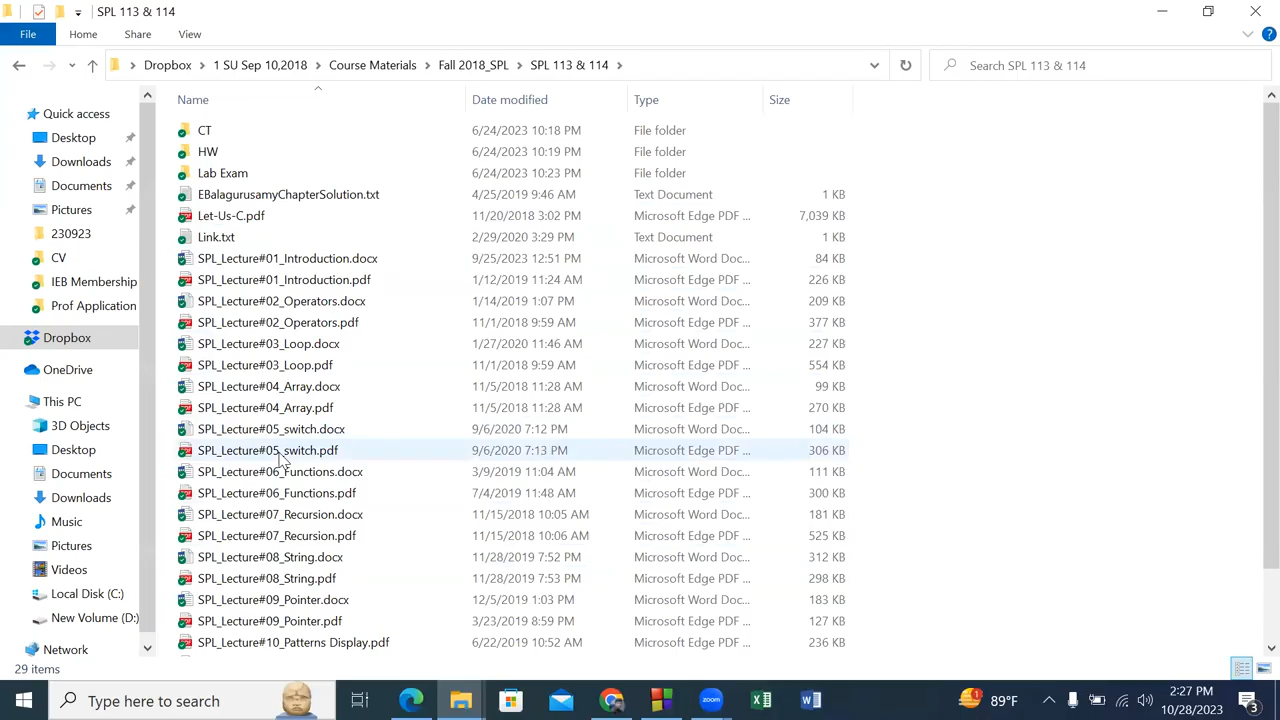 SPL 113 & 114
File Home Share View
Dropbox 1 SU Sep 10,2018 Course Materials Fall 2018_SPL SPL 113 & 114
Search SPL 113 & 114
Name Date modified Type Size
Quick access
Desktop
Downloads
Documents
Pictures
230923
CV
IEB Membership
Prof Application
Dropbox
OneDrive
This PC
3D Objects
Desktop
Documents
Downloads
Music
Pictures
Videos
Local Disk (C:)
New Volume (D:)
Network
CT 6/24/2023 10:18 PM File folder
HW 6/24/2023 10:19 PM File folder
Lab Exam 6/24/2023 10:23 PM File folder
EBalagurusamyChapterSolution.txt 4/25/2019 9:46 AM Text Document 1 KB
Let-Us-C.pdf 11/20/2018 3:02 PM Microsoft Edge PDF ... 7,039 KB
Link.txt 2/29/2020 3:29 PM Text Document 1 KB
SPL_Lecture#01_Introduction.docx 9/25/2023 12:51 PM Microsoft Word Doc... 84 KB
SPL_Lecture#01_Introduction.pdf 1/12/2019 11:24 AM Microsoft Edge PDF ... 226 KB
SPL_Lecture#02_Operators.docx 1/14/2019 1:07 PM Microsoft Word Doc... 209 KB
SPL_Lecture#02_Operators.pdf 11/1/2018 9:59 AM Microsoft Edge PDF ... 377 KB
SPL_Lecture#03_Loop.docx 1/27/2020 11:46 AM Microsoft Word Doc... 227 KB
SPL_Lecture#03_Loop.pdf 11/1/2018 9:59 AM Microsoft Edge PDF ... 554 KB
SPL_Lecture#04_Array.docx 11/5/2018 11:28 AM Microsoft Word Doc... 99 KB
SPL_Lecture#04_Array.pdf 11/5/2018 11:28 AM Microsoft Edge PDF ... 270 KB
SPL_Lecture#05_switch.docx 9/6/2020 7:12 PM Microsoft Word Doc... 104 KB
SPL_Lecture#05_switch.pdf 9/6/2020 7:13 PM Microsoft Edge PDF ... 306 KB
SPL_Lecture#06_Functions.docx 3/9/2019 11:04 AM Microsoft Word Doc... 111 KB
SPL_Lecture#06_Functions.pdf 7/4/2019 11:48 AM Microsoft Edge PDF ... 300 KB
SPL_Lecture#07_Recursion.docx 11/15/2018 10:05 AM Microsoft Word Doc... 181 KB
SPL_Lecture#07_Recursion.pdf 11/15/2018 10:06 AM Microsoft Edge PDF ... 525 KB
SPL_Lecture#08_String.docx 11/28/2019 7:52 PM Microsoft Word Doc... 312 KB
SPL_Lecture#08_String.pdf 11/28/2019 7:53 PM Microsoft Edge PDF ... 298 KB
SPL_Lecture#09_Pointer.docx 12/5/2019 1:03 PM Microsoft Word Doc... 183 KB
SPL_Lecture#09_Pointer.pdf 3/23/2019 8:59 PM Microsoft Edge PDF ... 127 KB
SPL_Lecture#10_Patterns Display.pdf 6/22/2019 10:52 AM Microsoft Edge PDF ... 236 KB
29 items
Type here to search
zoom
1
89°F
2:27 PM
10/28/2023
3